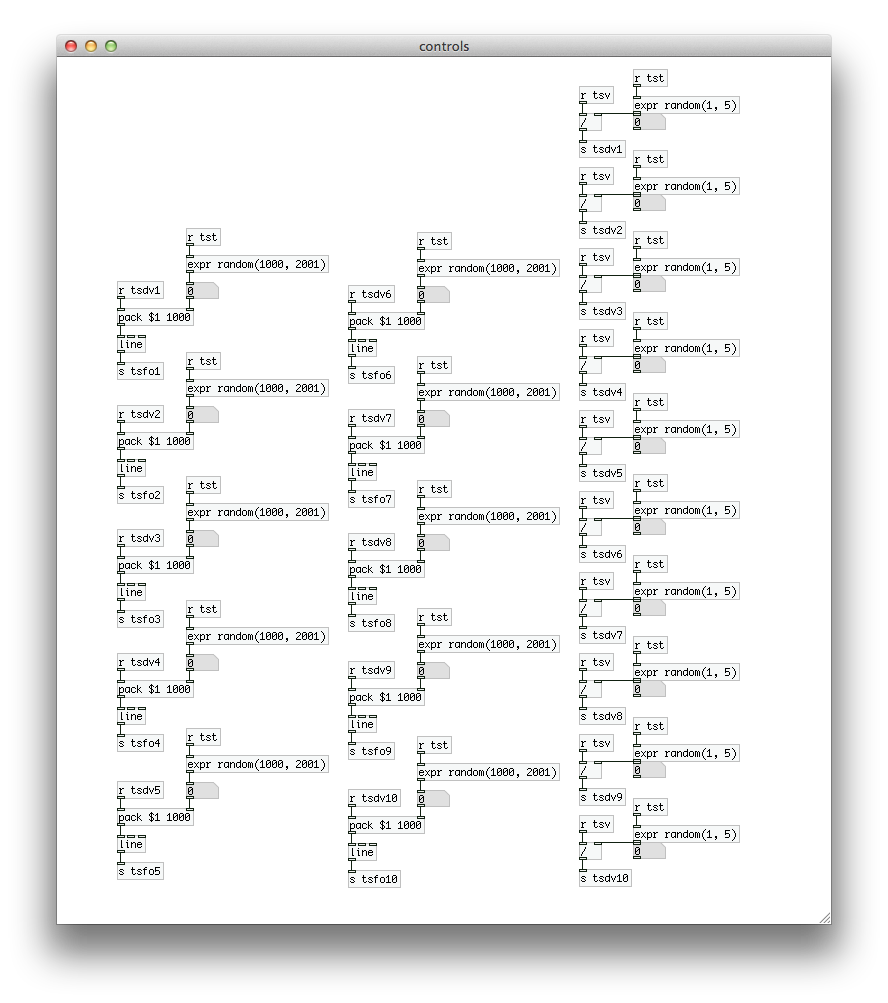 controls
r tst
r tsv
expr random(1, 5)
/
0
s tsdv1
r tst
r tsv
expr random(1, 5)
/
0
s tsdv2
r tst
r tsv
expr random(1, 5)
/
0
s tsdv3
r tst
r tsv
expr random(1, 5)
/
0
s tsdv4
r tst
r tsv
expr random(1, 5)
/
0
s tsdv5
r tst
r tsv
expr random(1, 5)
/
0
s tsdv6
r tst
r tsv
expr random(1, 5)
/
0
s tsdv7
r tst
r tsv
expr random(1, 5)
/
0
s tsdv8
r tst
r tsv
expr random(1, 5)
/
0
s tsdv9
r tst
r tsv
expr random(1, 5)
/
0
s tsdv10
r tst
expr random(1000, 2001)
r tsdv1
0
pack $1 1000
line
s tsfo1
r tst
expr random(1000, 2001)
r tsdv2
0
pack $1 1000
line
s tsfo2
r tst
expr random(1000, 2001)
r tsdv3
0
pack $1 1000
line
s tsfo3
r tst
expr random(1000, 2001)
r tsdv4
0
pack $1 1000
line
s tsfo4
r tst
expr random(1000, 2001)
r tsdv5
0
pack $1 1000
line
s tsfo5
r tst
expr random(1000, 2001)
r tsdv6
0
pack $1 1000
line
s tsfo6
r tst
expr random(1000, 2001)
r tsdv7
0
pack $1 1000
line
s tsfo7
r tst
expr random(1000, 2001)
r tsdv8
0
pack $1 1000
line
s tsfo8
r tst
expr random(1000, 2001)
r tsdv9
0
pack $1 1000
line
s tsfo9
r tst
expr random(1000, 2001)
r tsdv10
0
pack $1 1000
line
s tsfo10